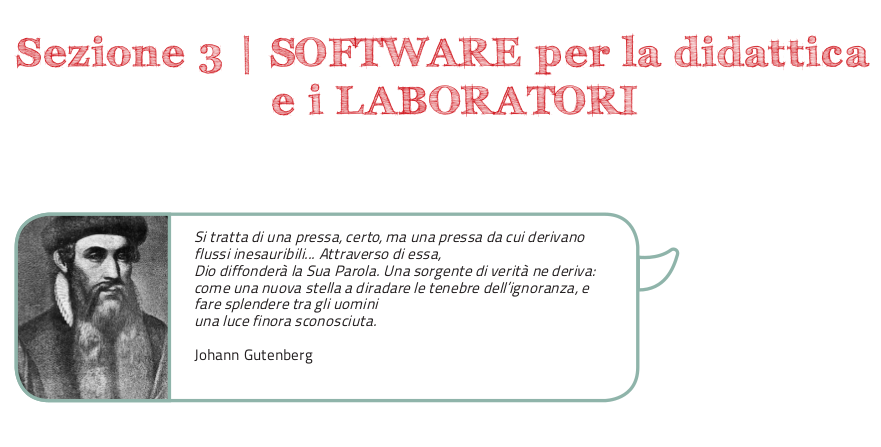 Sezione 3 | SOFTWARE per la didattica
e i LABORATORI
Si tratta di una pressa, certo, ma una pressa da cui derivano
flussi inesauribili... Attraverso di essa,
Dio diffonderà la Sua Parola. Una sorgente di verità ne deriva:
come una nuova stella a diradare le tenebre dell'ignoranza, e
fare splendere tra gli uomini
una luce finora sconosciuta.
Johann Gutenberg